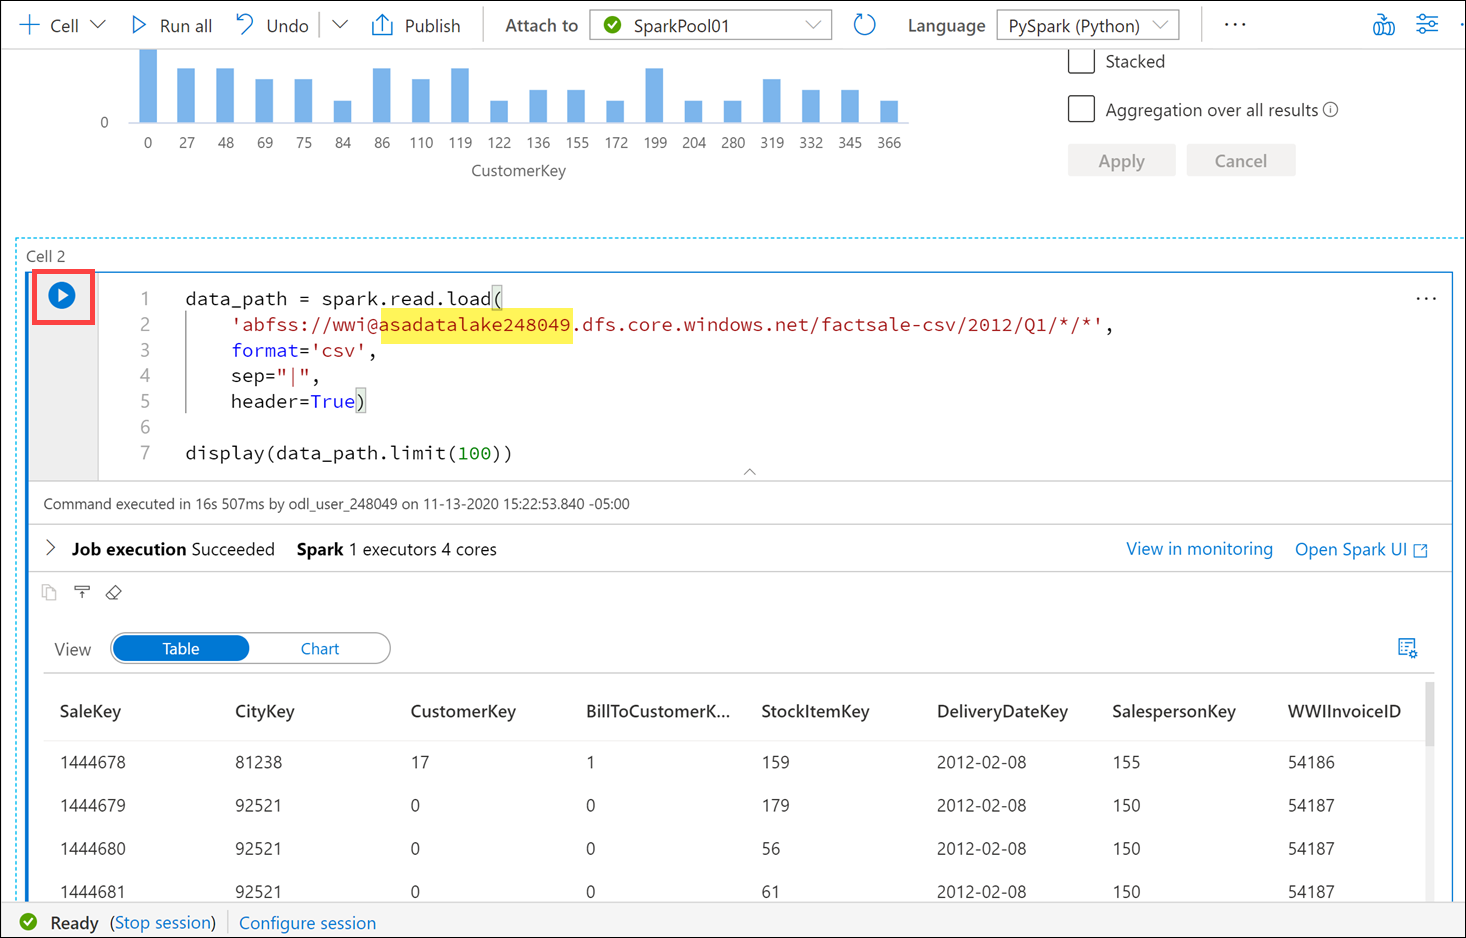 Cell Run all Undo Publish Attach to SparkPool01 Language PySpark (Python) ...
Stacked
Aggregation over all results
Apply Cancel
0
0 27 48 69 75 84 86 110 119 122 136 155 172 199 204 280 319 332 345 366
CustomerKey
Cell 2
1 data_path = spark.read.load(
2 'abfss://wwi@asadatalake248049.dfs.core.windows.net/factsale-csv/2012/Q1/*/*',
3 format='csv',
4 sep="|",
5 header=True)
6
7 display(data_path.limit(100))
...
Command executed in 16s 507ms by odl_user_248049 on 11-13-2020 15:22:53.840 -05:00
Job execution Succeeded Spark 1 executors 4 cores View in monitoring Open Spark UI
View Table Chart
SaleKey CityKey CustomerKey BillToCustomerK... StockItemKey DeliveryDateKey SalespersonKey WWIInvoiceID
1444678 81238 17 1 159 2012-02-08 155 54186
1444679 92521 0 0 179 2012-02-08 150 54187
1444680 92521 0 0 56 2012-02-08 150 54187
1444681 92521 0 0 61 2012-02-08 150 54187
Ready (Stop session) Configure session